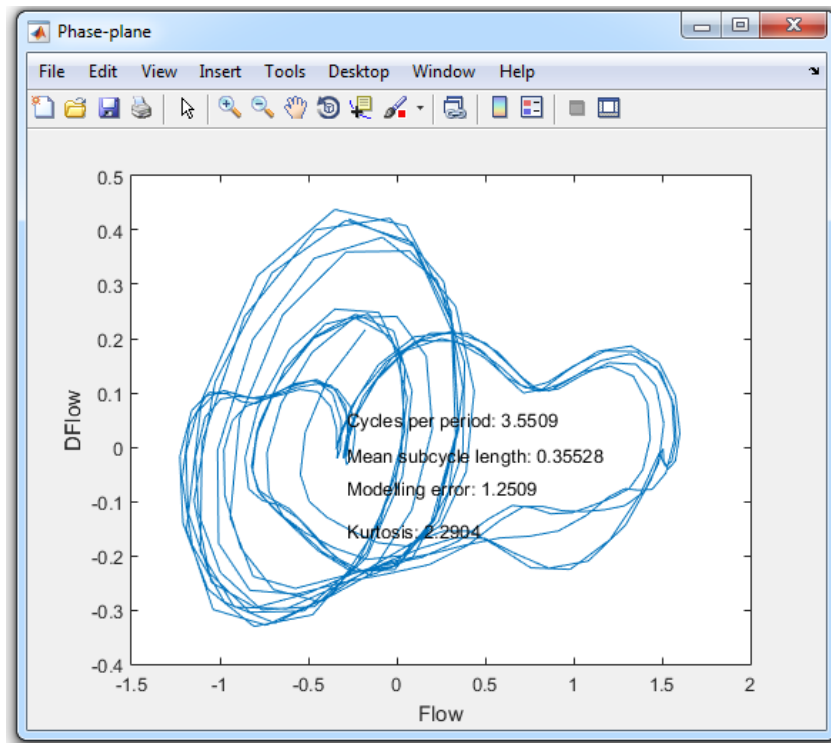 Phase-plane
File Edit View Insert Tools Desktop Window Help
0.5
0.4
0.3
0.2
0.1
0
-0.1
-0.2
-0.3
-0.4
DFlow
Cycles per period: 3.5509
Mean subcycle length: 0.35528
Modelling error: 1.2509
Kurtosis: 2.2904
-1.5 -1 -0.5 0 0.5 1 1.5 2
Flow